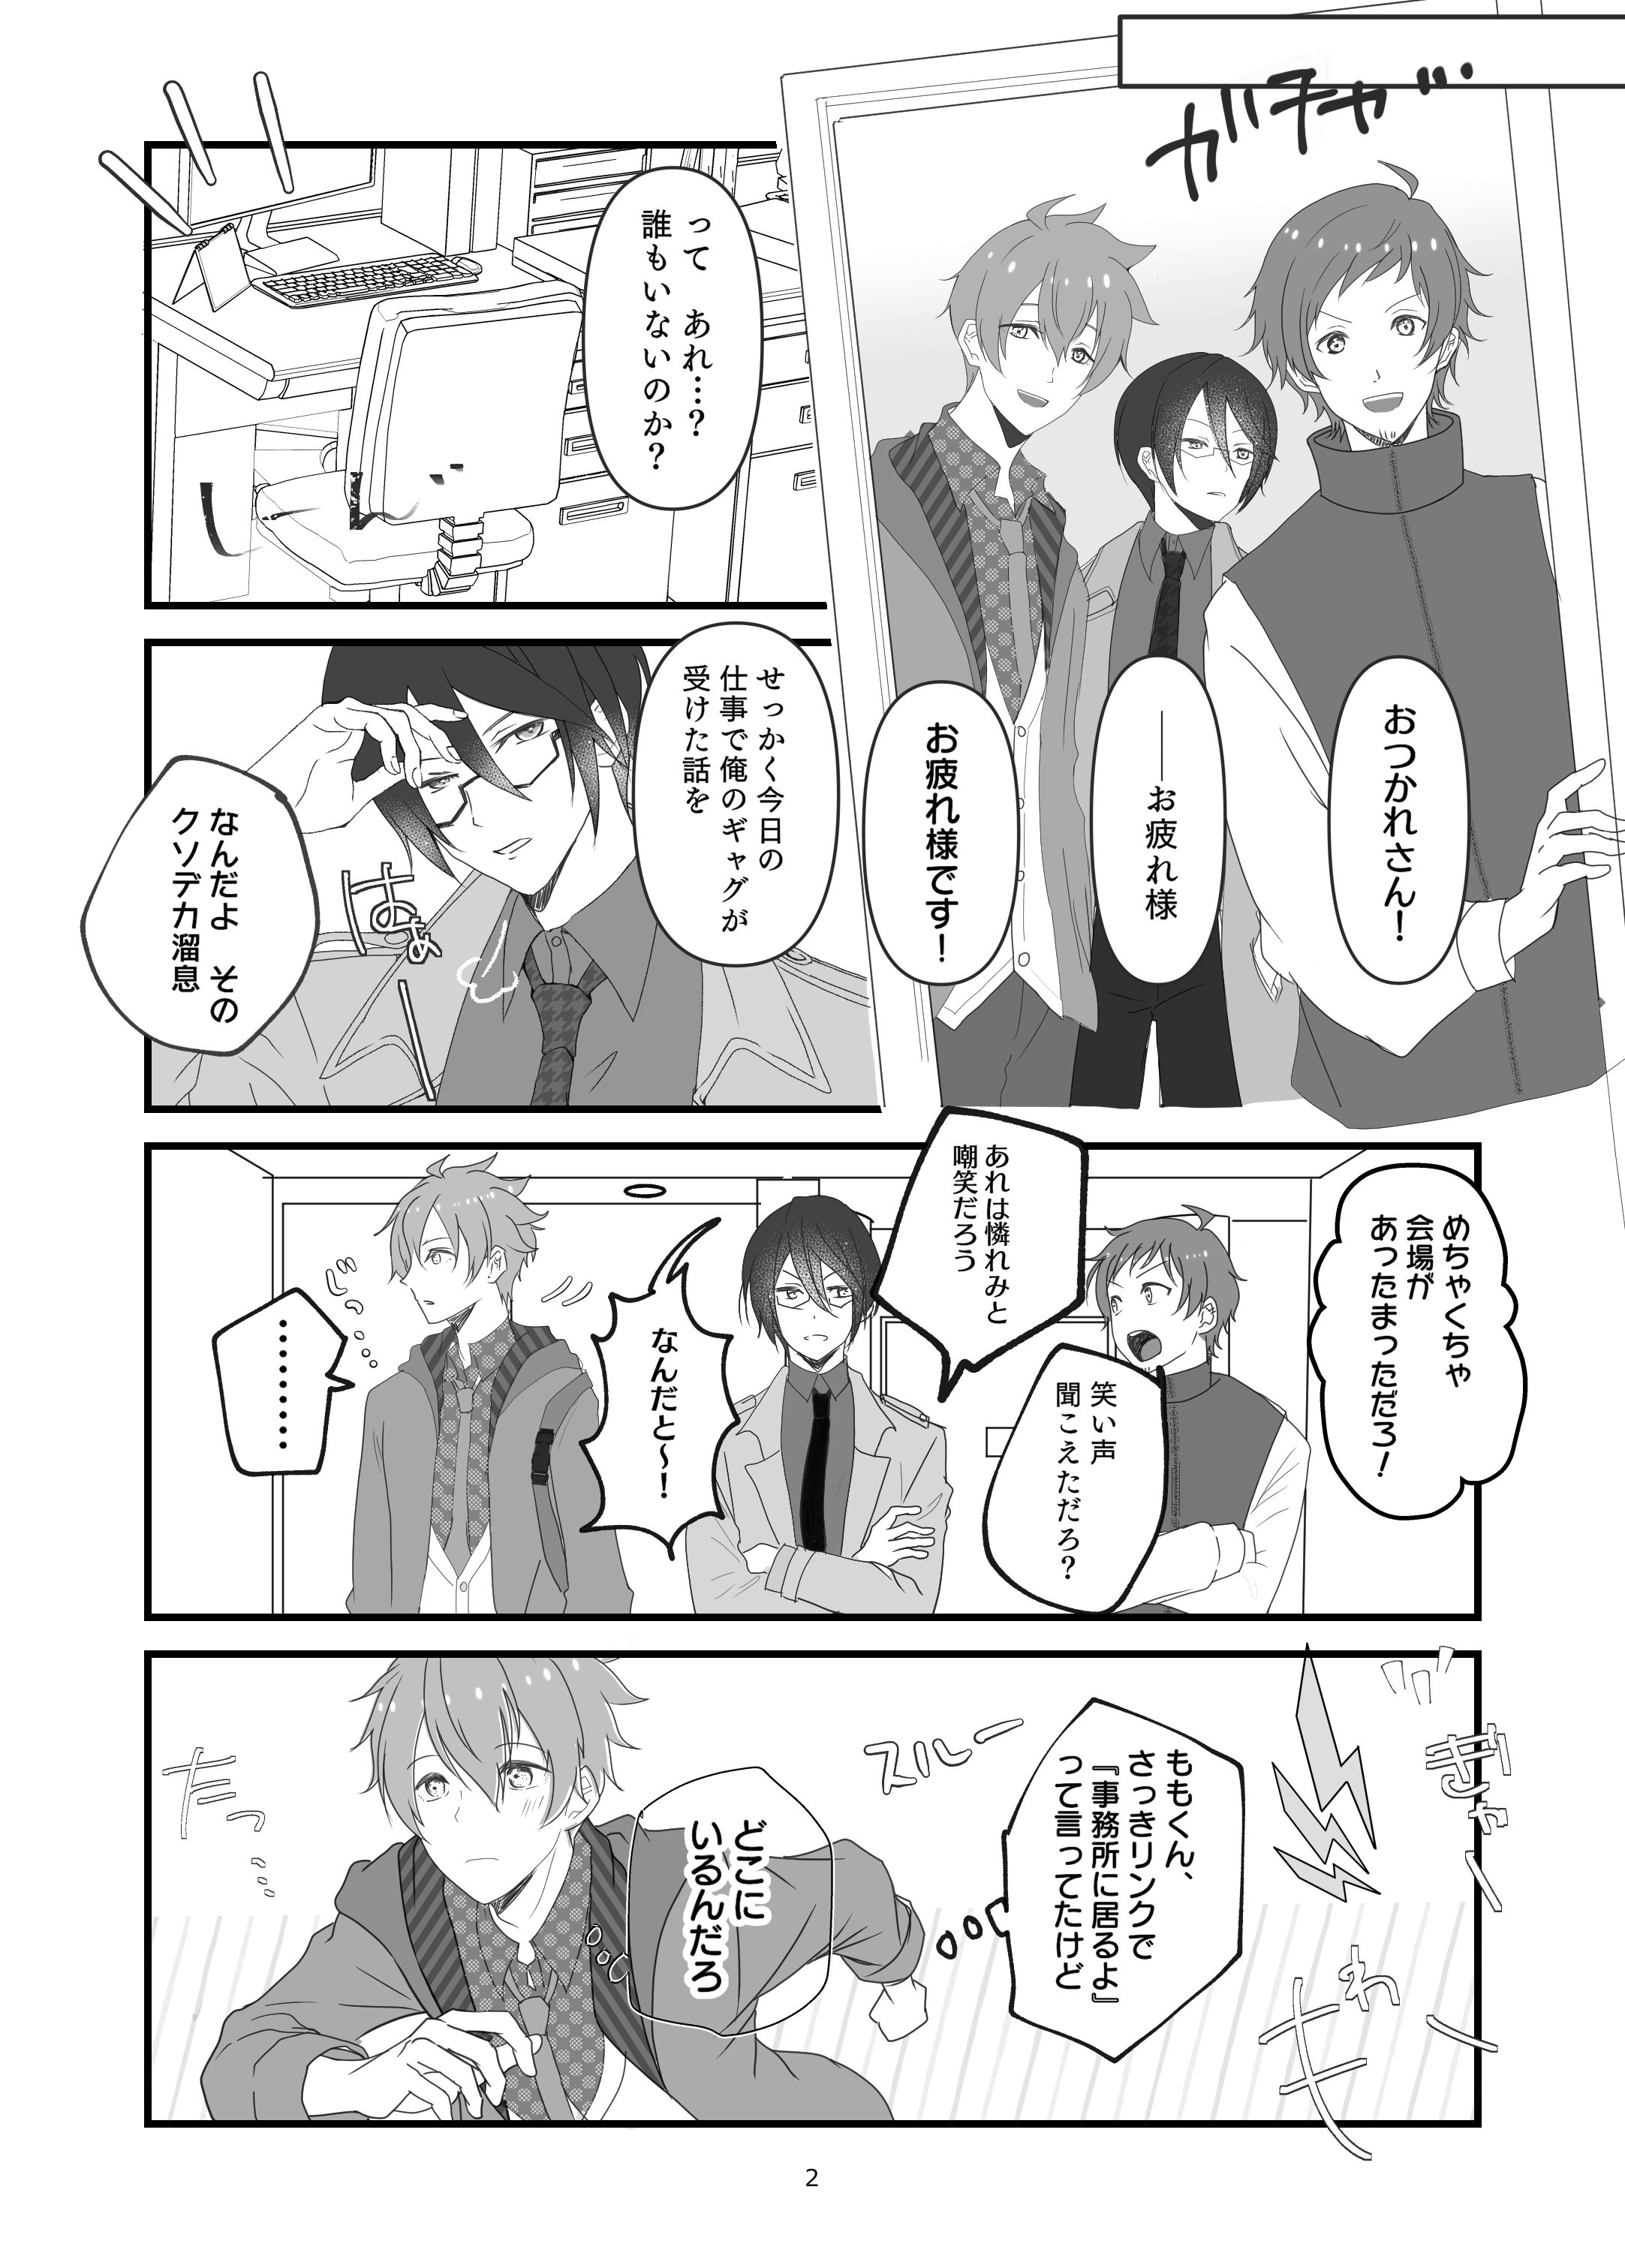 ガチャ…
おつかれさん！
――お疲れ様
お疲れ様です！
って　あれ…？
誰もいないのか？
せっかく今日の
仕事で俺のギャグが
受けた話を
はぁー
なんだよ　その
クソデカ溜息
めちゃくちゃ
会場が
あったまっただろ！
笑い声
聞こえただろ？
あれは憐れみと
嘲笑だろう
なんだと～！
じっ…
………
ぎゃー
ぎゃー
ももくん、
さっきリンクで
『事務所に居るよ』
って言ってたけど
スルー
どこに
いるんだろ
たっ…
2